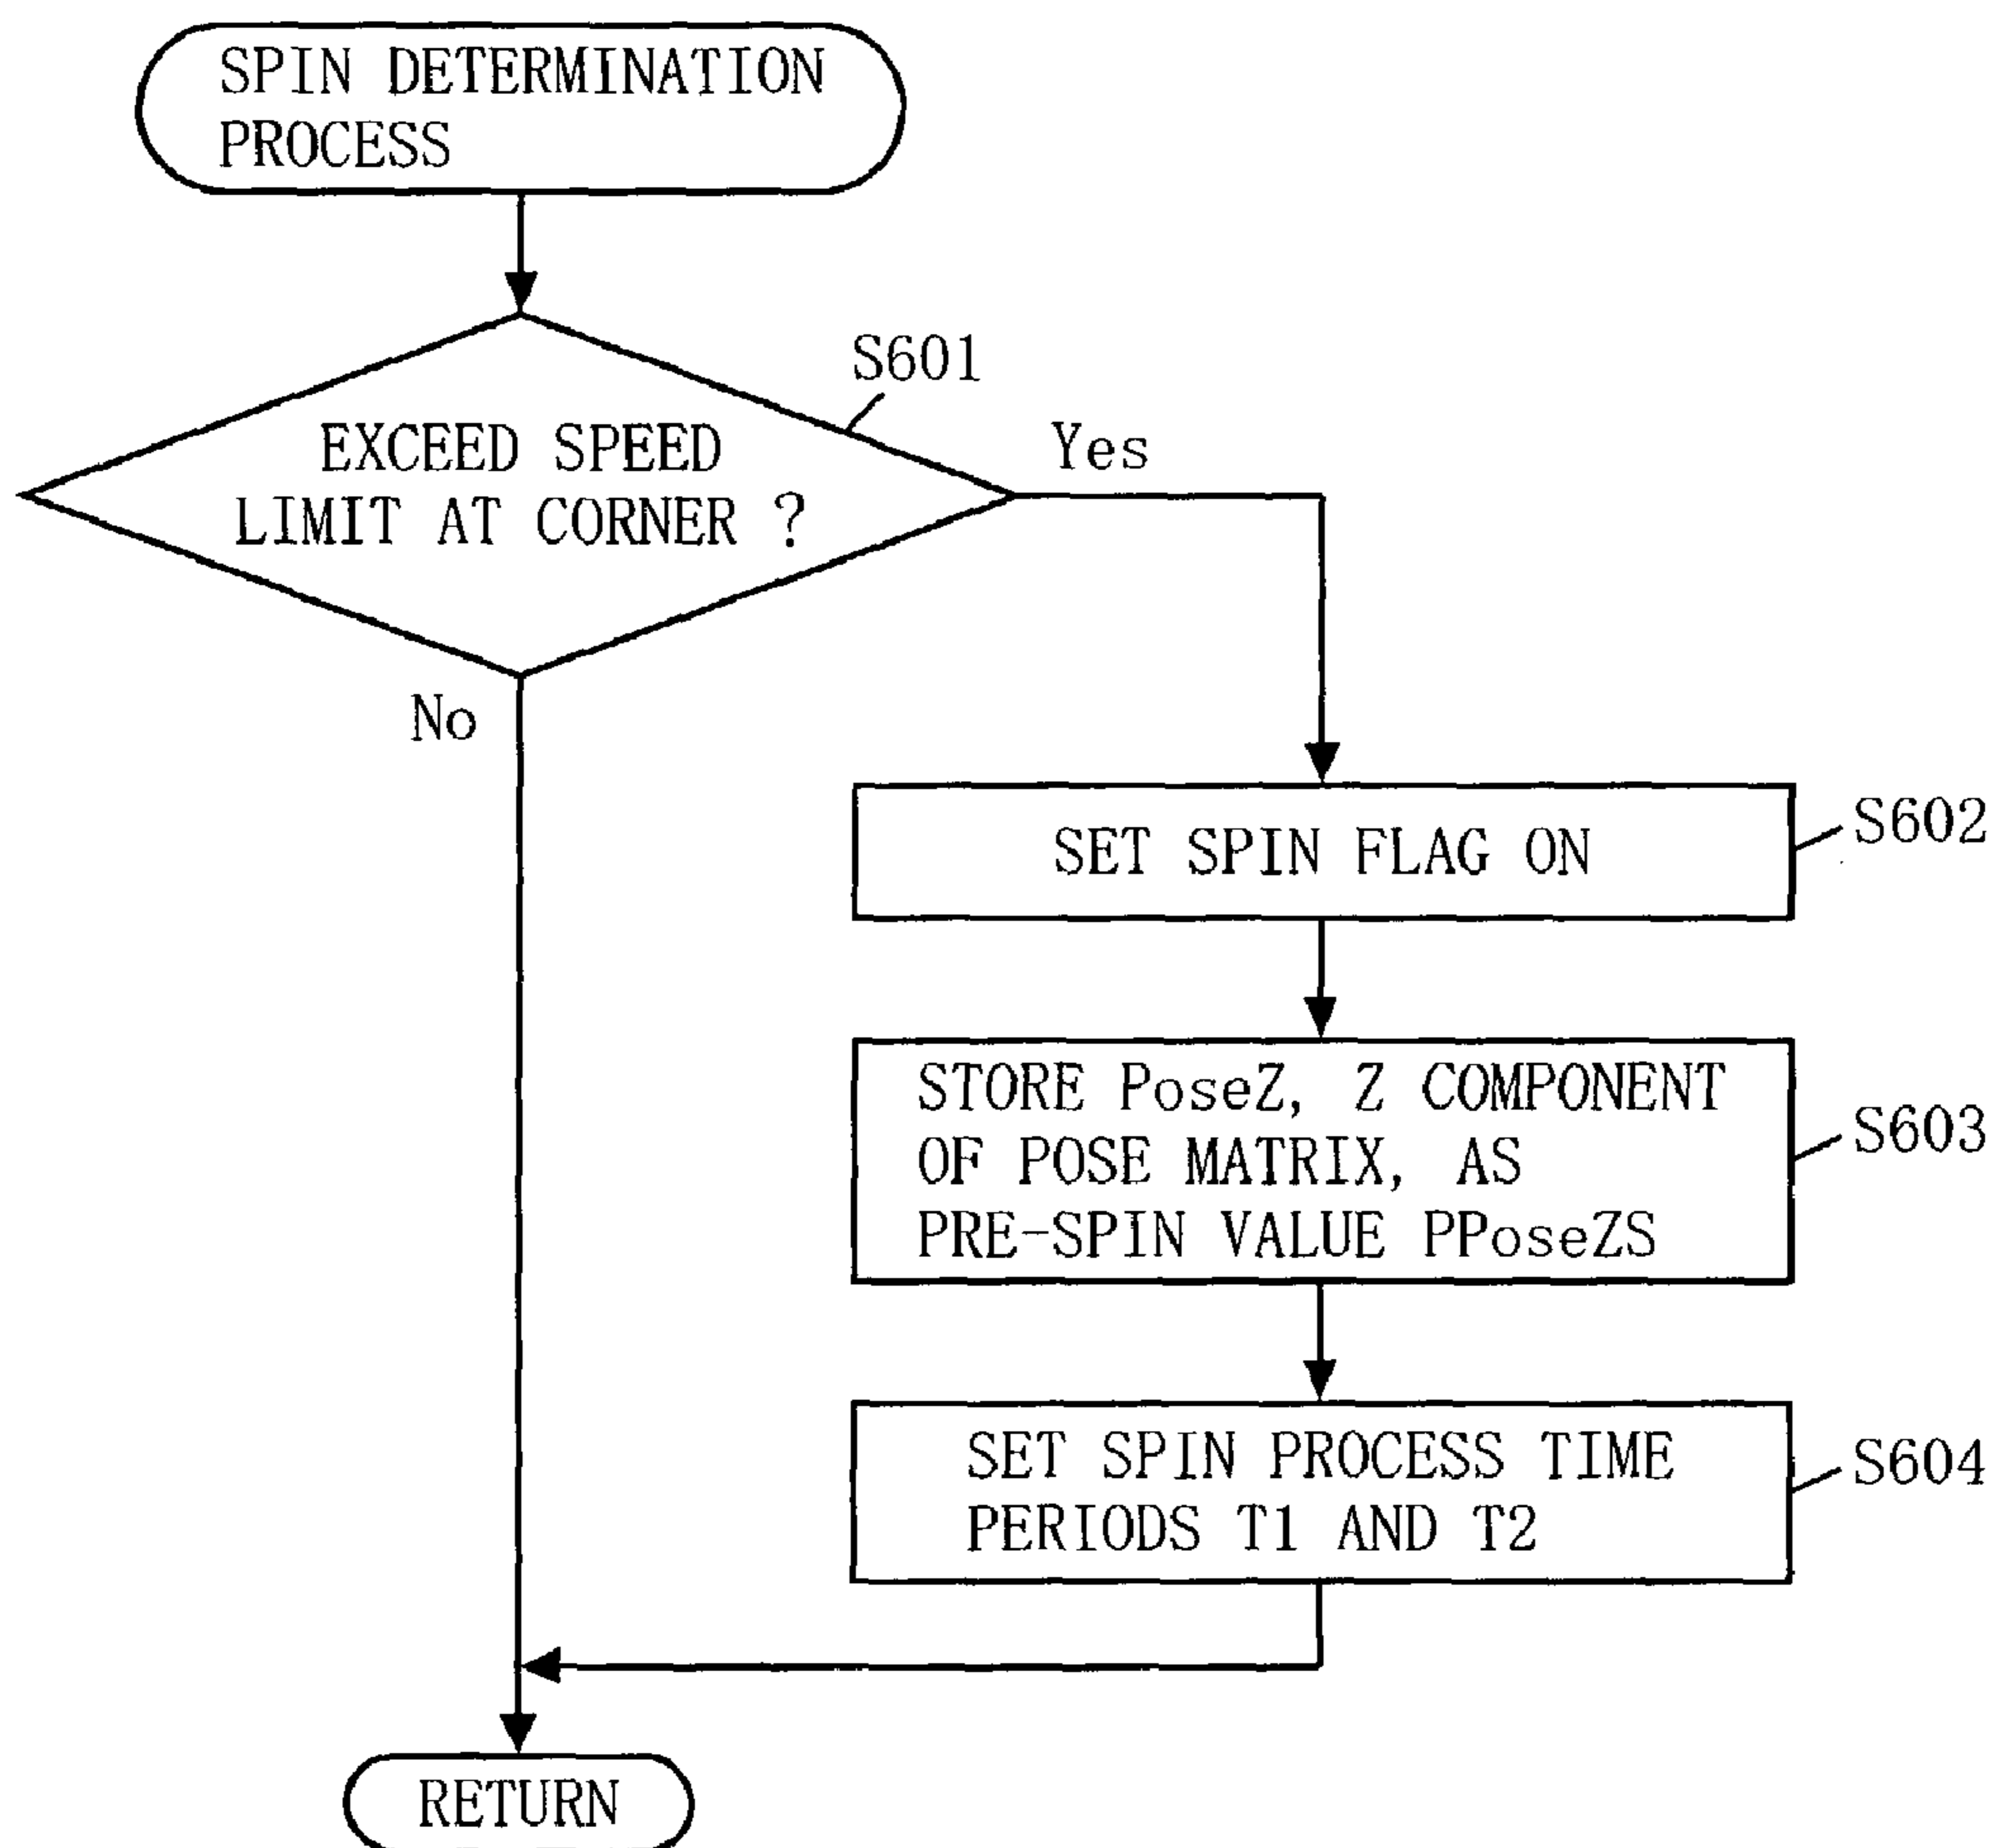 SPIN DETERMINATION
PROCESS
S601
EXCEED SPEED
LIMIT AT CORNER ?
Yes
No
SET SPIN FLAG ON
S602
STORE PoseZ, Z COMPONENT
OF POSE MATRIX, AS
PRE-SPIN VALUE PPoseZS
S603
SET SPIN PROCESS TIME
PERIODS T1 AND T2
S604
RETURN